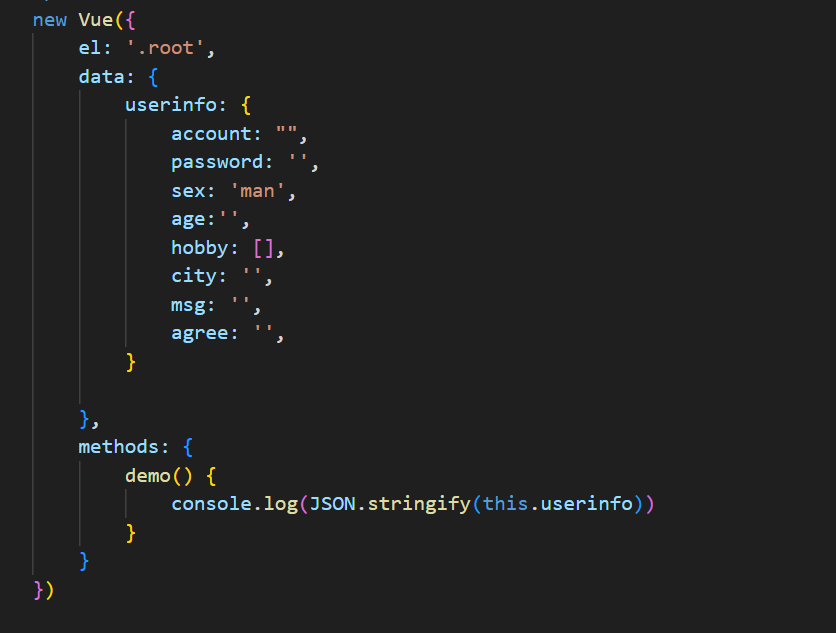 new Vue({
    el: '.root',
    data: {
        userinfo: {
            account: "",
            password: '',
            sex: 'man',
            age:'',
            hobby: [],
            city: '',
            msg: '',
            agree: '',
        }

    },
    methods: {
        demo() {
            console.log(JSON.stringify(this.userinfo))
        }
    }
})